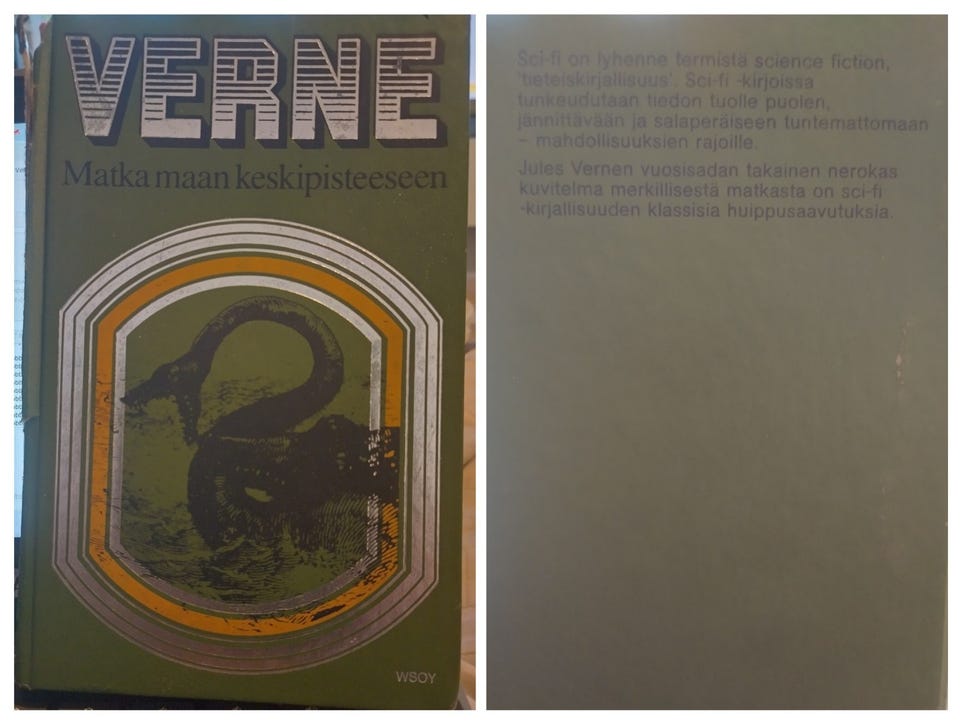 VERNE
Matka maan keskipisteeseen
WSOY
Sci-fi on lyhenne termistä science fiction,
'tieteiskirjallisuus'. Sci-fi -kirjoissa
tunkeudutaan tiedon tuolle puolen,
jännittävään ja salaperäiseen tuntemattomaan
– mahdollisuuksien rajoille.
Jules Vernen vuosisadan takainen nerokas
kuvitelma merkillisestä matkasta on sci-fi
-kirjallisuuden klassisia huippusaavutuksia.